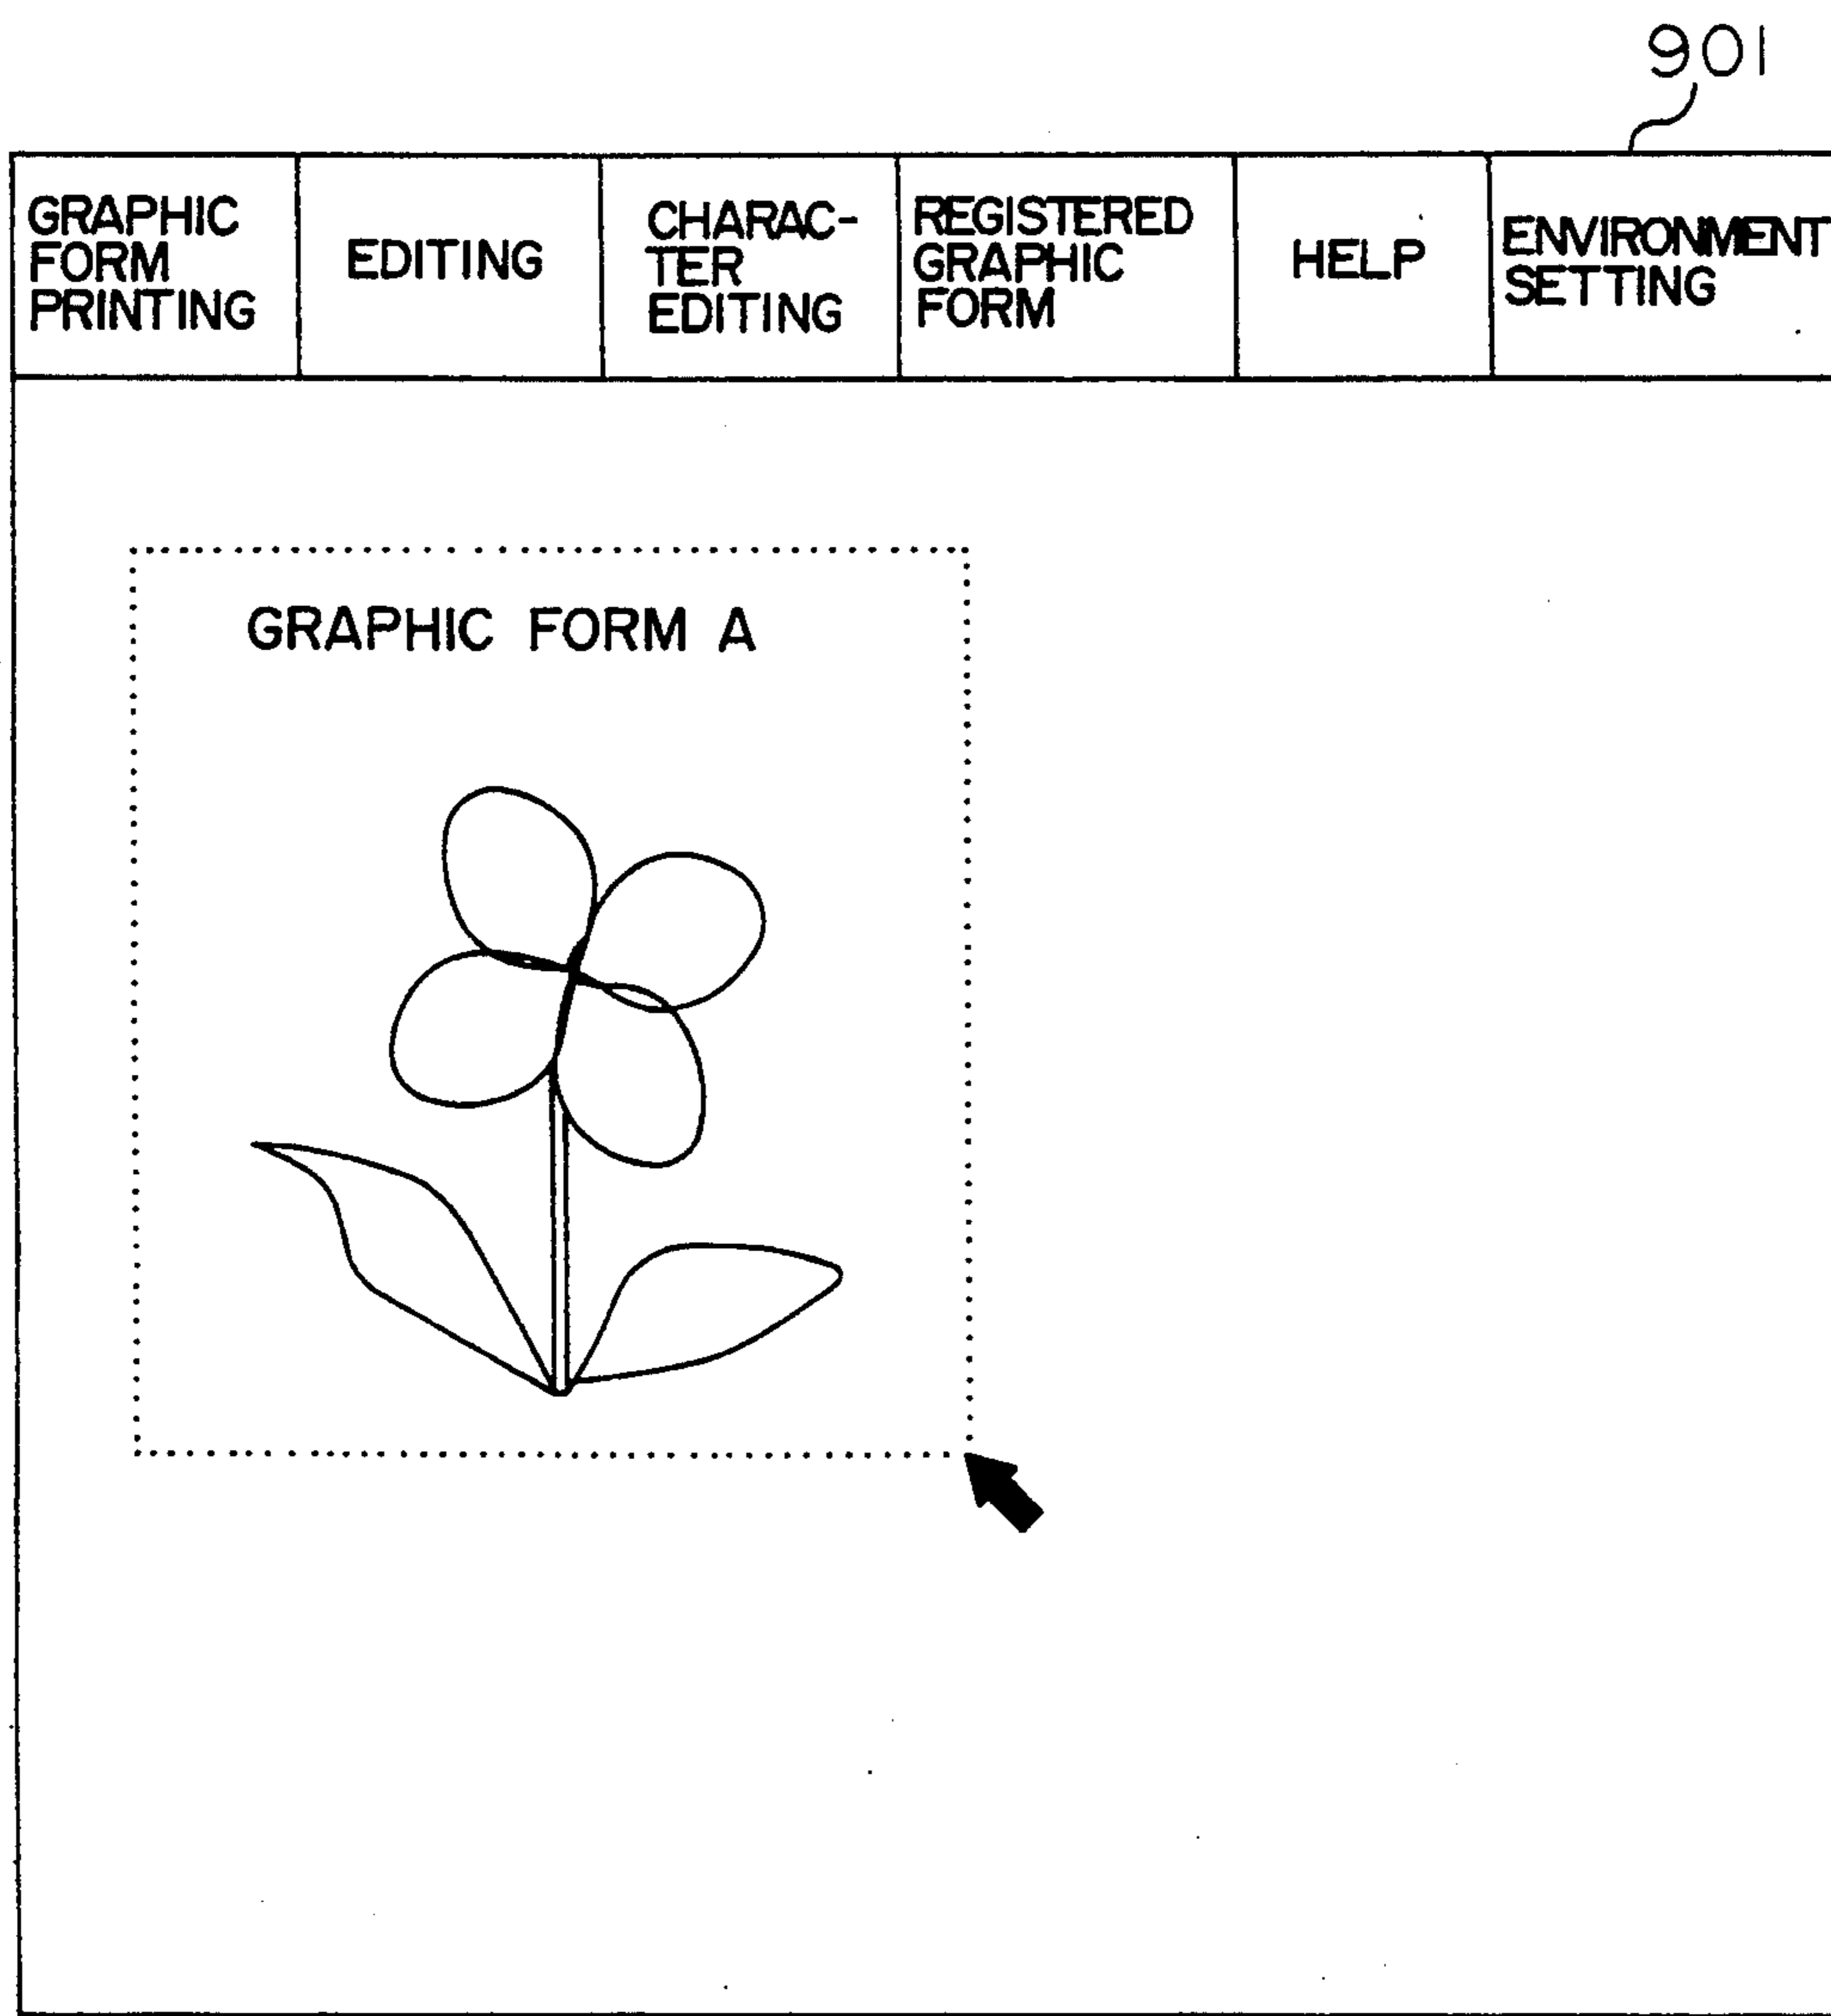 901
GRAPHIC
FORM
PRINTING
EDITING
CHARAC-
TER
EDITING
REGISTERED
GRAPHIC
FORM
HELP
ENVIRONMENT
SETTING
GRAPHIC FORM A